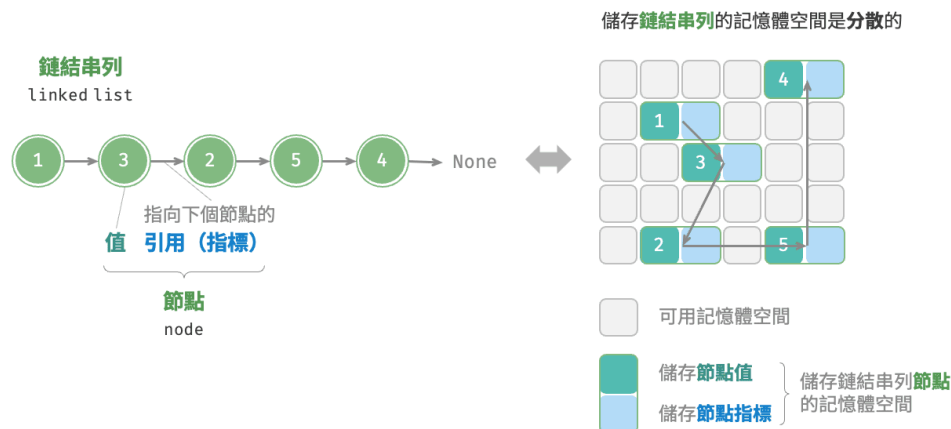 儲存鏈結串列的記憶體空間是分散的
鏈結串列
linked list
1
3
2
5
4
None
指向下個節點的
值
引用（指標）
節點
node
4
1
3
2
5
可用記憶體空間
儲存節點值
儲存節點指標
儲存鏈結串列節點
的記憶體空間